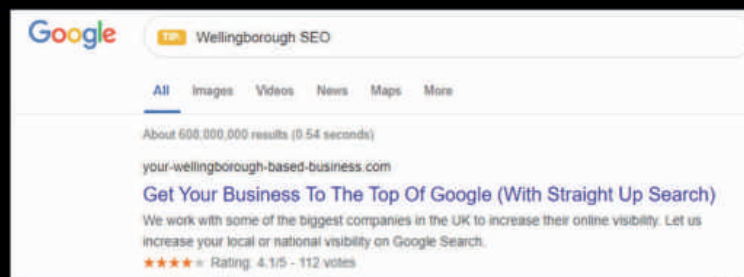 Google
TIP: Wellingborough SEO
All Images Videos News Maps More
About 608,000,000 results (0.54 seconds)
your-wellingborough-based-business.com
Get Your Business To The Top Of Google (With Straight Up Search)
We work with some of the biggest companies in the UK to increase their online visibility. Let us
increase your local or national visibility on Google Search.
Rating: 4.1/5 - 112 votes